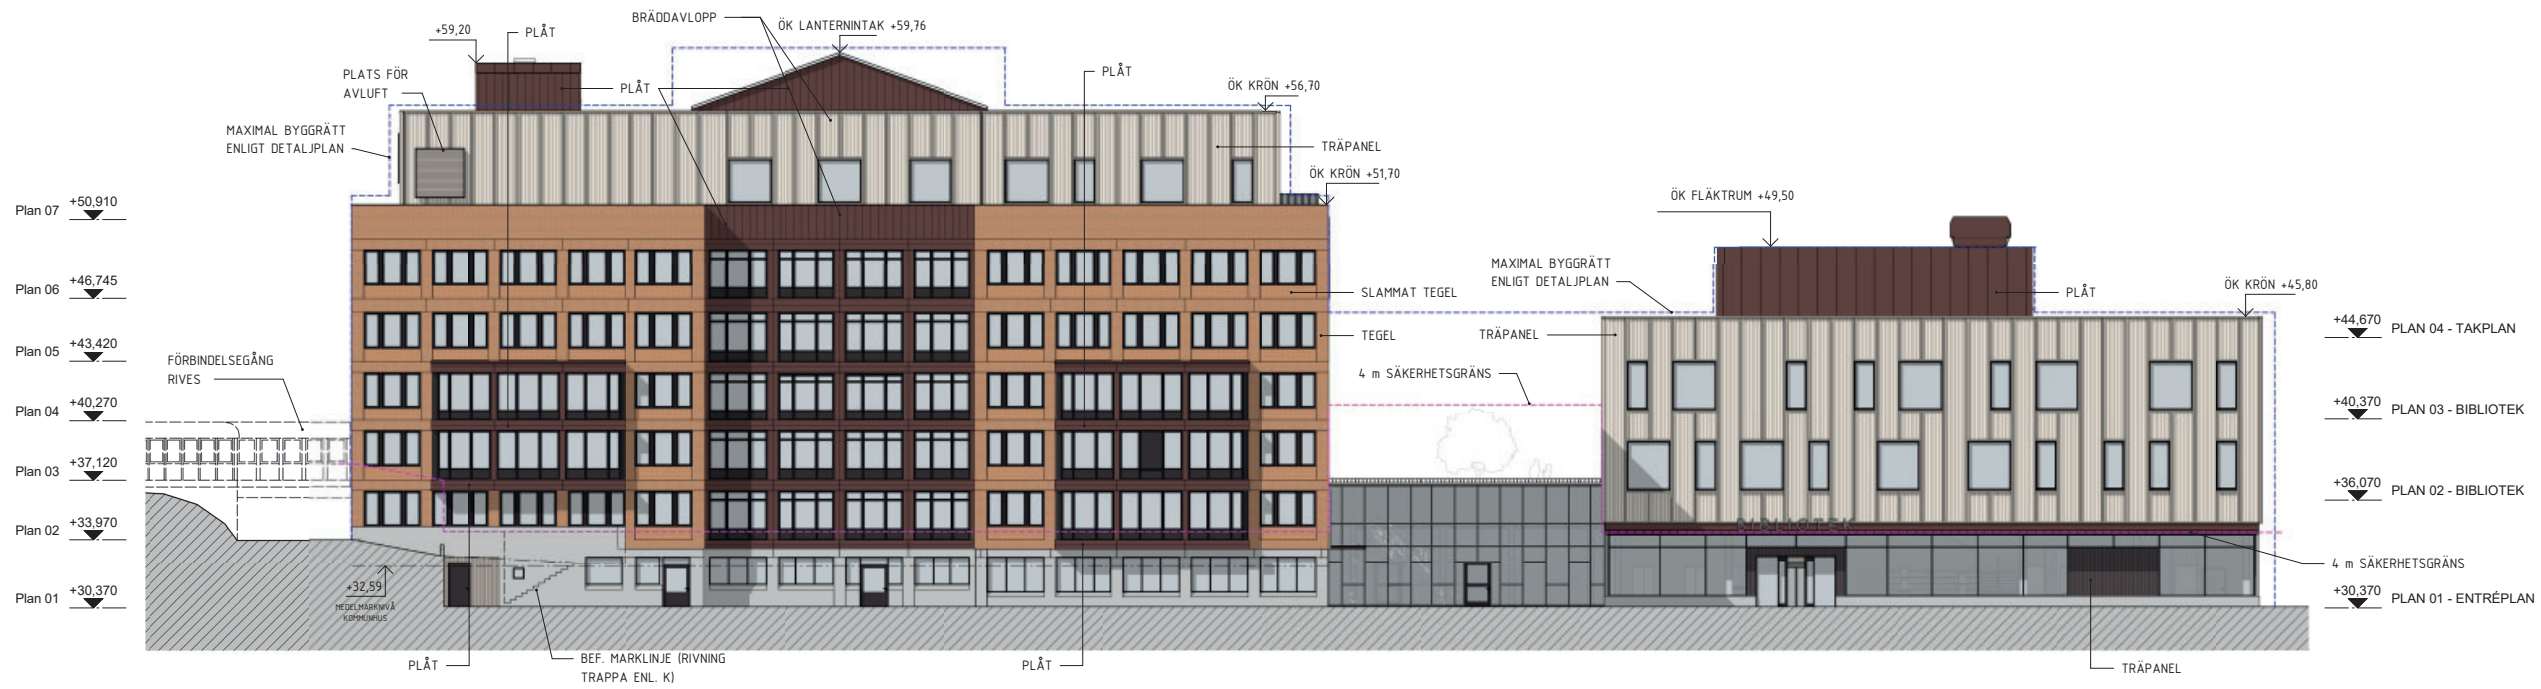 BRÄDDAVLOPP
ÖK LANTERNINTAK +59,76
+59,20
PLÅT
PLATS FÖR
AVLUFT
PLÅT
PLÅT
ÖK KRÖN +56,70
MAXIMAL BYGGRÄTT
ENLIGT DETALJPLAN
TRÄPANEL
ÖK KRÖN +51,70
ÖK FLÄKTRUM +49,50
Plan 07 +50,910
MAXIMAL BYGGRÄTT
ENLIGT DETALJPLAN
Plan 06 +46,745
SLAMMAT TEGEL
PLÅT
ÖK KRÖN +45,80
TEGEL
TRÄPANEL
+44,670 PLAN 04 - TAKPLAN
Plan 05 +43,420
FÖRBINDELSEGÅNG
RIVES
4 m SÄKERHETSGRÄNS
Plan 04 +40,270
+40,370 PLAN 03 - BIBLIOTEK
Plan 03 +37,120
+36,070 PLAN 02 - BIBLIOTEK
Plan 02 +33,970
BIBLIOTEK
4 m SÄKERHETSGRÄNS
+32,59
MEDELMARKNIVÅ
KOMMUNHUS
Plan 01 +30,370
+30,370 PLAN 01 - ENTRÉPLAN
PLÅT
BEF. MARKLINJE (RIVNING
TRAPPA ENL. K)
PLÅT
TRÄPANEL